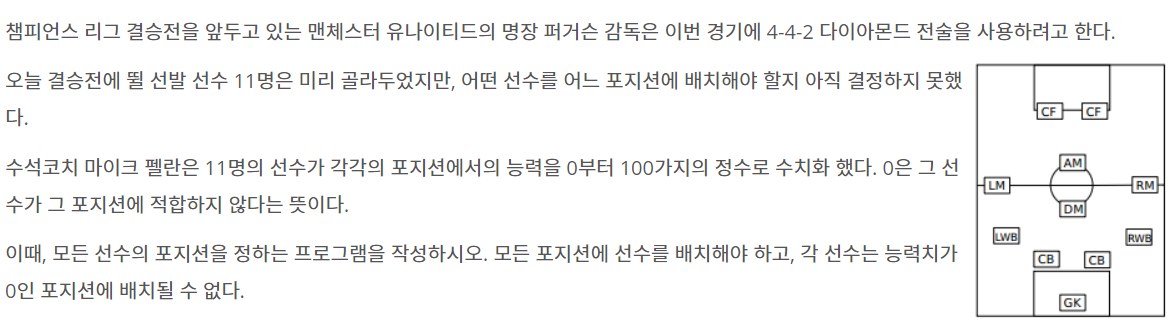 챔피언스 리그 결승전을 앞두고 있는 맨체스터 유나이티드의 명장 퍼거슨 감독은 이번 경기에 4-4-2 다이아몬드 전술을 사용하려고 한다.
오늘 결승전에 뛸 선발 선수 11명은 미리 골라두었지만, 어떤 선수를 어느 포지션에 배치해야 할지 아직 결정하지 못했
다.
수석코치 마이크 펠란은 11명의 선수가 각각의 포지션에서의 능력을 0부터 100가지의 정수로 수치화 했다. 0은 그 선
수가 그 포지션에 적합하지 않다는 뜻이다.
이때, 모든 선수의 포지션을 정하는 프로그램을 작성하시오. 모든 포지션에 선수를 배치해야 하고, 각 선수는 능력치가
0인 포지션에 배치될 수 없다.
CF CF
AM
LM RM
DM
LWB RWB
CB CB
GK